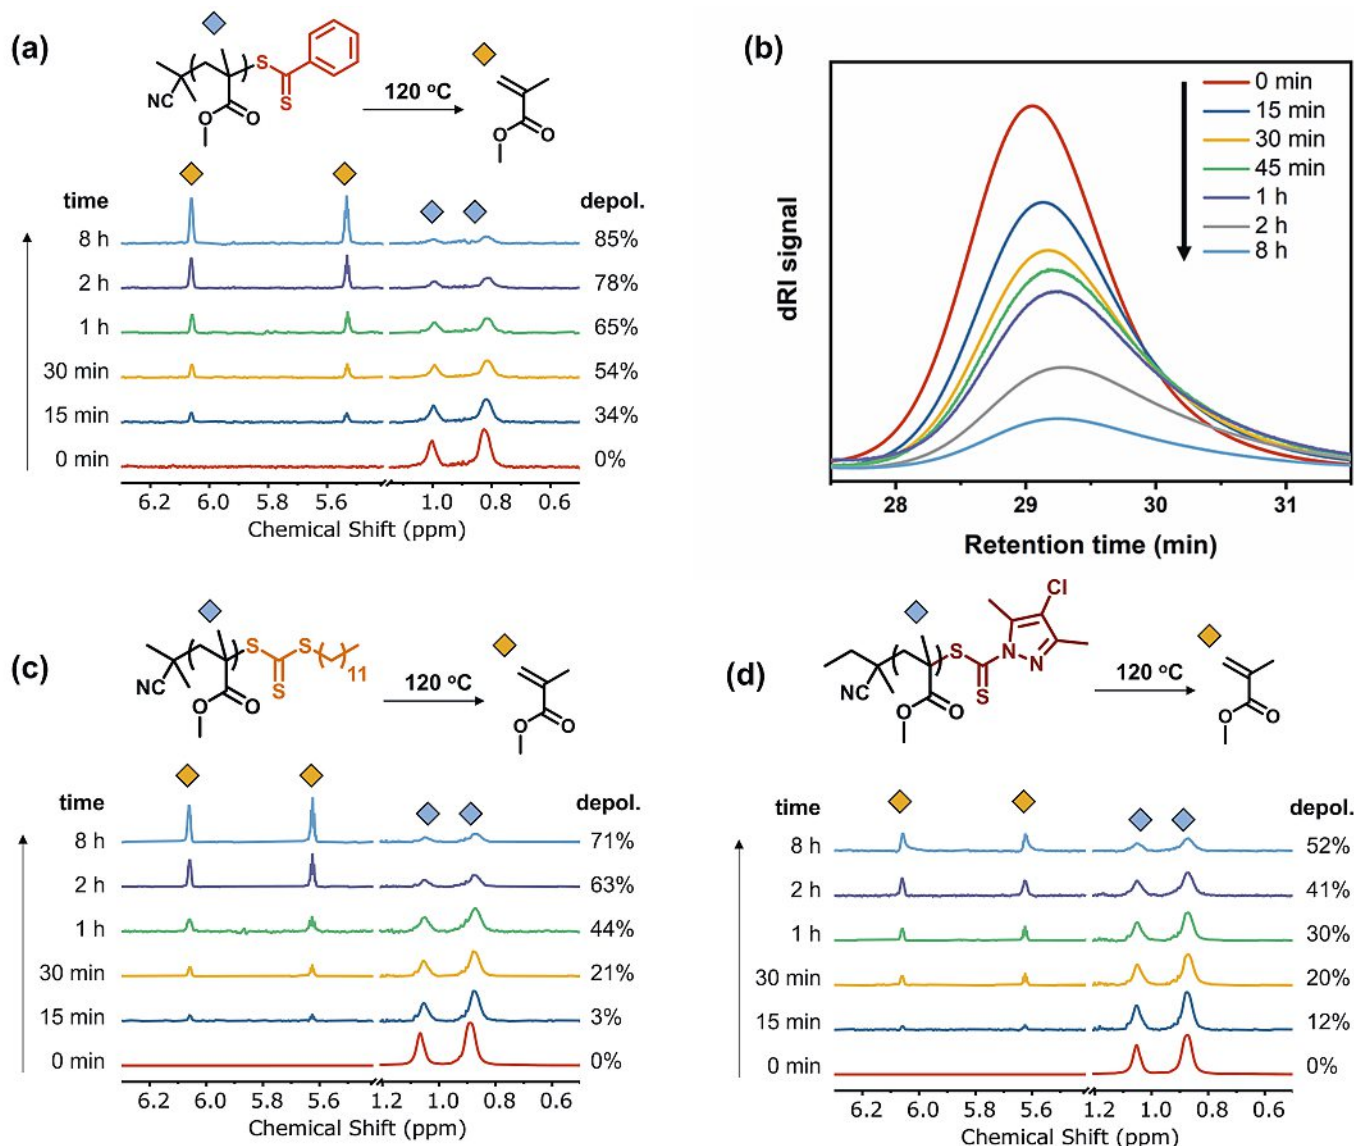 (a)
S
S
NC
O
O
120 °C
O
O
time
depol.
8 h
85%
2 h
78%
1 h
65%
30 min
54%
15 min
34%
0 min
0%
6.2 6.0 5.8 5.6 1.0 0.8 0.6
Chemical Shift (ppm)
(b)
0 min
15 min
30 min
45 min
1 h
2 h
8 h
dRI signal
28 29 30 31
Retention time (min)
(c)
S
S
S
11
NC
O
O
120 °C
O
O
time
depol.
8 h
71%
2 h
63%
1 h
44%
30 min
21%
15 min
3%
0 min
0%
6.2 6.0 5.8 5.6 1.2 1.0 0.8 0.6
Chemical Shift (ppm)
(d)
Cl
S
N
N
S
NC
O
O
120 °C
O
O
time
depol.
8 h
52%
2 h
41%
1 h
30%
30 min
20%
15 min
12%
0 min
0%
6.2 6.0 5.8 5.6 1.2 1.0 0.8 0.6
Chemical Shift (ppm)